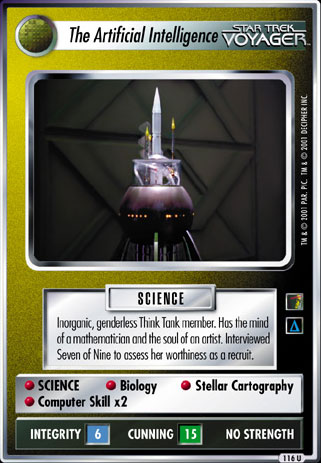 The Artificial Intelligence STAR TREK VOYAGER
TM & © 2001 PAR. P.C. TM & © 2001 DECIPHER INC.
SCIENCE
Inorganic, genderless Think Tank member. Has the mind
of a mathematician and the soul of an artist. Interviewed
Seven of Nine to assess her worthiness as a recruit.
SCIENCE Biology Stellar Cartography
Computer Skill x2
INTEGRITY 6 CUNNING 15 NO STRENGTH
116 U